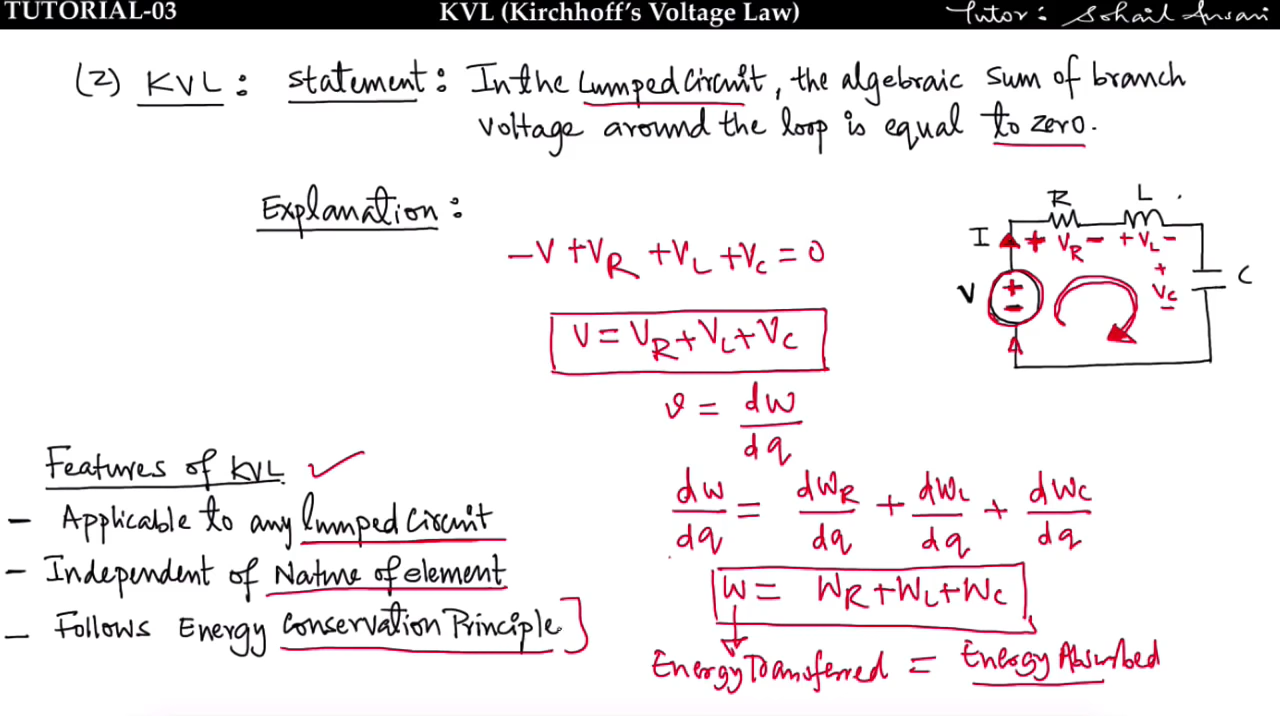 TUTORIAL-03
KVL (Kirchhoff's Voltage Law)
Tutor: Sohail Ansari
(2) KVL: statement: In the Lumped Circuit, the algebraic sum of branch
voltage around the loop is equal to zero.
Explanation:
-V + VR + VL + VC = 0
V = VR + VL + VC
v = dw/dq
dw/dq = dWR/dq + dWL/dq + dWC/dq
W = WR + WL + WC
Energy Transferred = Energy Absorbed
R L
I + VR - + VL -
V + - + VC - C
Features of KVL ✓
- Applicable to any lumped Circuit
- Independent of Nature of element
- Follows Energy Conservation Principle